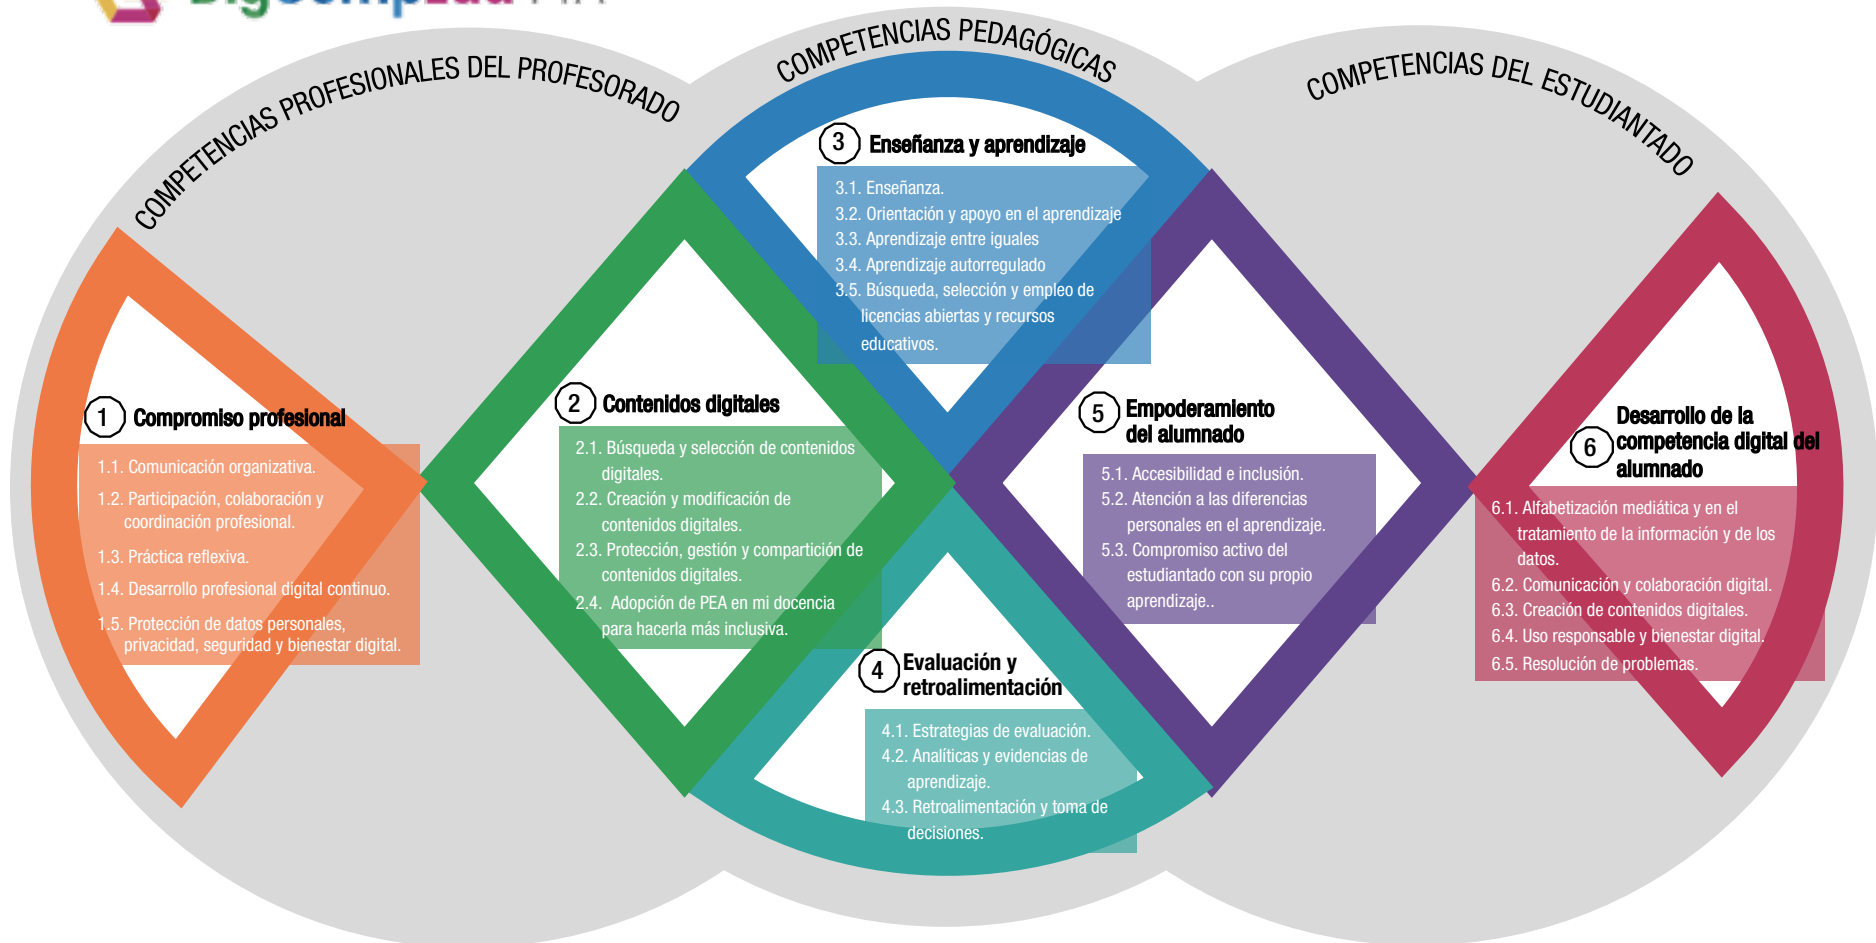 DigCompEdu
COMPETENCIAS PROFESIONALES DEL PROFESORADO
COMPETENCIAS PEDAGÓGICAS
COMPETENCIAS DEL ESTUDIANTADO
1 Compromiso profesional
1.1. Comunicación organizativa.
1.2. Participación, colaboración y
coordinación profesional.
1.3. Práctica reflexiva.
1.4. Desarrollo profesional digital continuo.
1.5. Protección de datos personales,
privacidad, seguridad y bienestar digital.
2 Contenidos digitales
2.1. Búsqueda y selección de contenidos
digitales.
2.2. Creación y modificación de
contenidos digitales.
2.3. Protección, gestión y compartición de
contenidos digitales.
2.4. Adopción de PEA en mi docencia
para hacerla más inclusiva.
3 Enseñanza y aprendizaje
3.1. Enseñanza.
3.2. Orientación y apoyo en el aprendizaje
3.3. Aprendizaje entre iguales
3.4. Aprendizaje autorregulado
3.5. Búsqueda, selección y empleo de
licencias abiertas y recursos
educativos.
4 Evaluación y
retroalimentación
4.1. Estrategias de evaluación.
4.2. Analíticas y evidencias de
aprendizaje.
4.3. Retroalimentación y toma de
decisiones.
5 Empoderamiento
del alumnado
5.1. Accesibilidad e inclusión.
5.2. Atención a las diferencias
personales en el aprendizaje.
5.3. Compromiso activo del
estudiantado con su propio
aprendizaje..
6 Desarrollo de la
competencia digital del
alumnado
6.1. Alfabetización mediática y en el
tratamiento de la información y de los
datos.
6.2. Comunicación y colaboración digital.
6.3. Creación de contenidos digitales.
6.4. Uso responsable y bienestar digital.
6.5. Resolución de problemas.